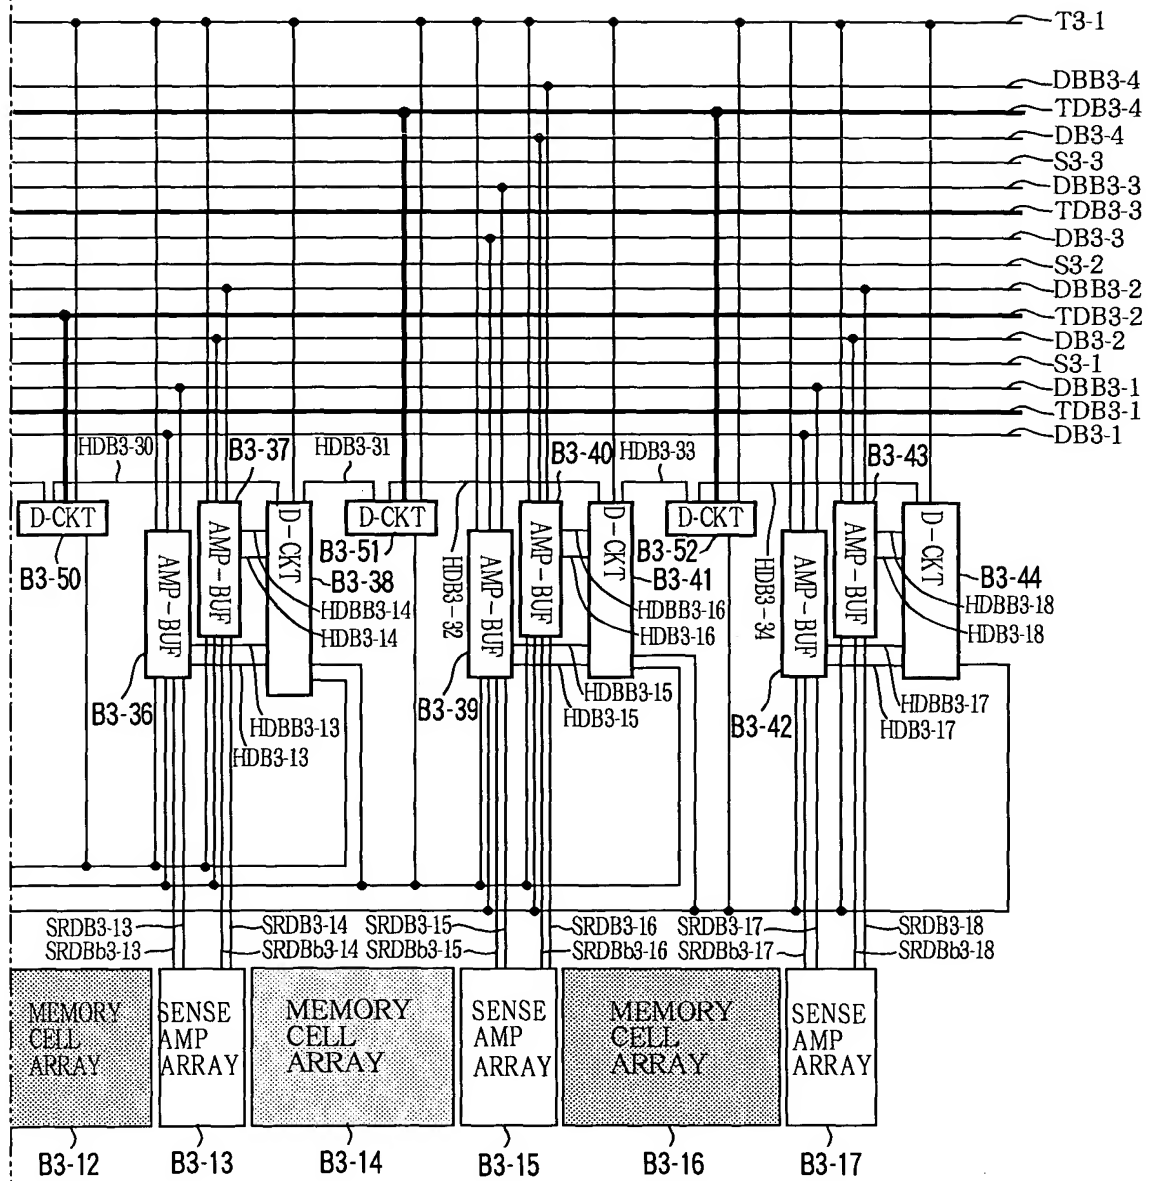 T3-1
DBB3-4
TDB3-4
DB3-4
S3-3
DBB3-3
TDB3-3
DB3-3
S3-2
DBB3-2
TDB3-2
DB3-2
S3-1
DBB3-1
TDB3-1
DB3-1
HDB3-30
B3-37
HDB3-31
B3-40
HDB3-33
B3-43
D-CKT
AMP-BUF
D-CKT
D-CKT
AMP-BUF
D-CKT
D-CKT
AMP-BUF
D-CKT
B3-50
AMP-BUF
B3-51
B3-38
HDB3-32
AMP-BUF
B3-52
B3-41
HDB3-34
AMP-BUF
B3-44
HDBB3-14
HDB3-14
HDBB3-16
HDB3-16
HDBB3-18
HDB3-18
B3-36
HDBB3-13
HDB3-13
B3-39
HDBB3-15
HDB3-15
B3-42
HDBB3-17
HDB3-17
SRDB3-13
SRDB3-14
SRDB3-15
SRDB3-16
SRDB3-17
SRDB3-18
SRDBb3-13
SRDBb3-14
SRDBb3-15
SRDBb3-16
SRDBb3-17
SRDBb3-18
MEMORY
CELL
ARRAY
SENSE
AMP
ARRAY
MEMORY
CELL
ARRAY
SENSE
AMP
ARRAY
MEMORY
CELL
ARRAY
SENSE
AMP
ARRAY
B3-12
B3-13
B3-14
B3-15
B3-16
B3-17